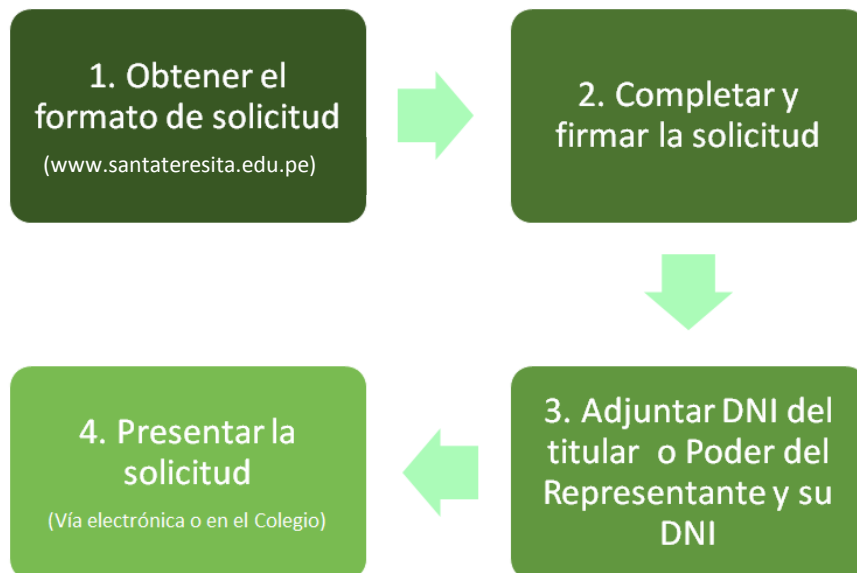 1. Obtener el
formato de solicitud
(www.santateresita.edu.pe)
2. Completar y
firmar la solicitud
3. Adjuntar DNI del
titular o Poder del
Representante y su
DNI
4. Presentar la
solicitud
(Vía electrónica o en el Colegio)